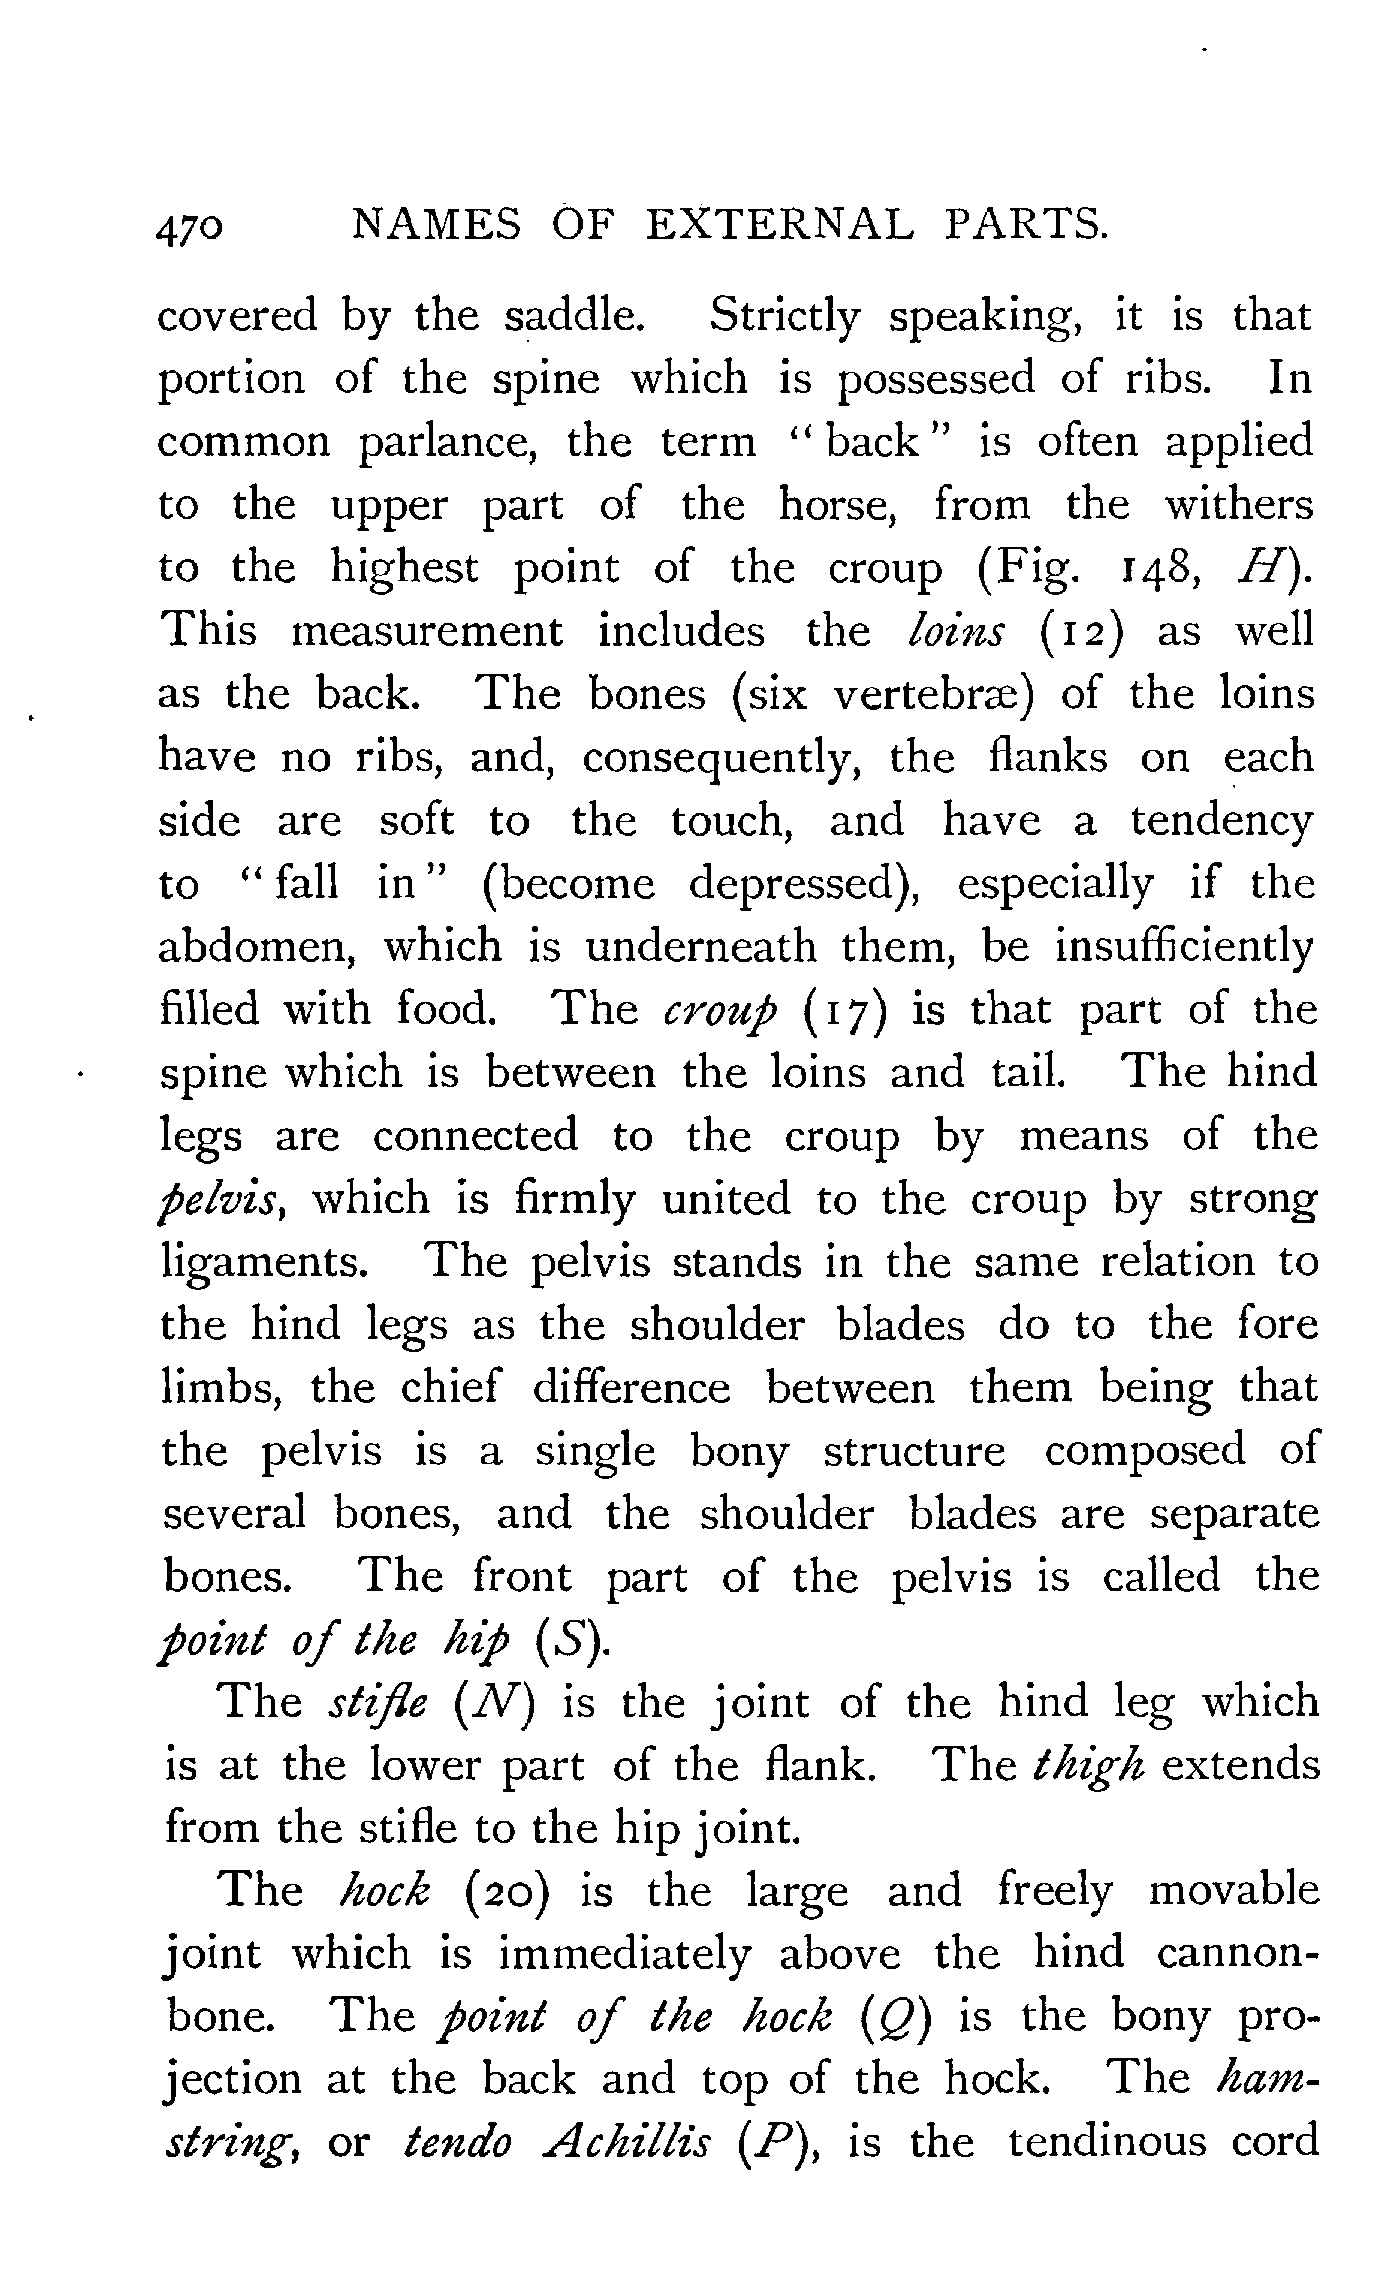 470 NAMES OF EXTERNAL PARTS.
covered by the saddle. Strictly speaking, it is that
portion of the spine which is possessed of ribs. In
common parlance, the term “ back ” is often applied
to the upper part of the horse, from the withers
to the highest point of the croup (Fig. 148, H).
This measurement includes the loins (12) as well
as the back. The bones (six vertebræ) of the loins
have no ribs, and, consequently, the flanks on each
side are soft to the touch, and have a tendency
to “ fall in ” (become depressed), especially if the
abdomen, which is underneath them, be insufficiently
filled with food. The croup (17) is that part of the
spine which is between the loins and tail. The hind
legs are connected to the croup by means of the
pelvis, which is firmly united to the croup by strong
ligaments. The pelvis stands in the same relation to
the hind legs as the shoulder blades do to the fore
limbs, the chief difference between them being that
the pelvis is a single bony structure composed of
several bones, and the shoulder blades are separate
bones. The front part of the pelvis is called the
point of the hip (S).
The stifle (N) is the joint of the hind leg which
is at the lower part of the flank. The thigh extends
from the stifle to the hip joint.
The hock (20) is the large and freely movable
joint which is immediately above the hind cannon-
bone. The point of the hock (Q) is the bony pro-
jection at the back and top of the hock. The ham-
string, or tendo Achillis (P), is the tendinous cord